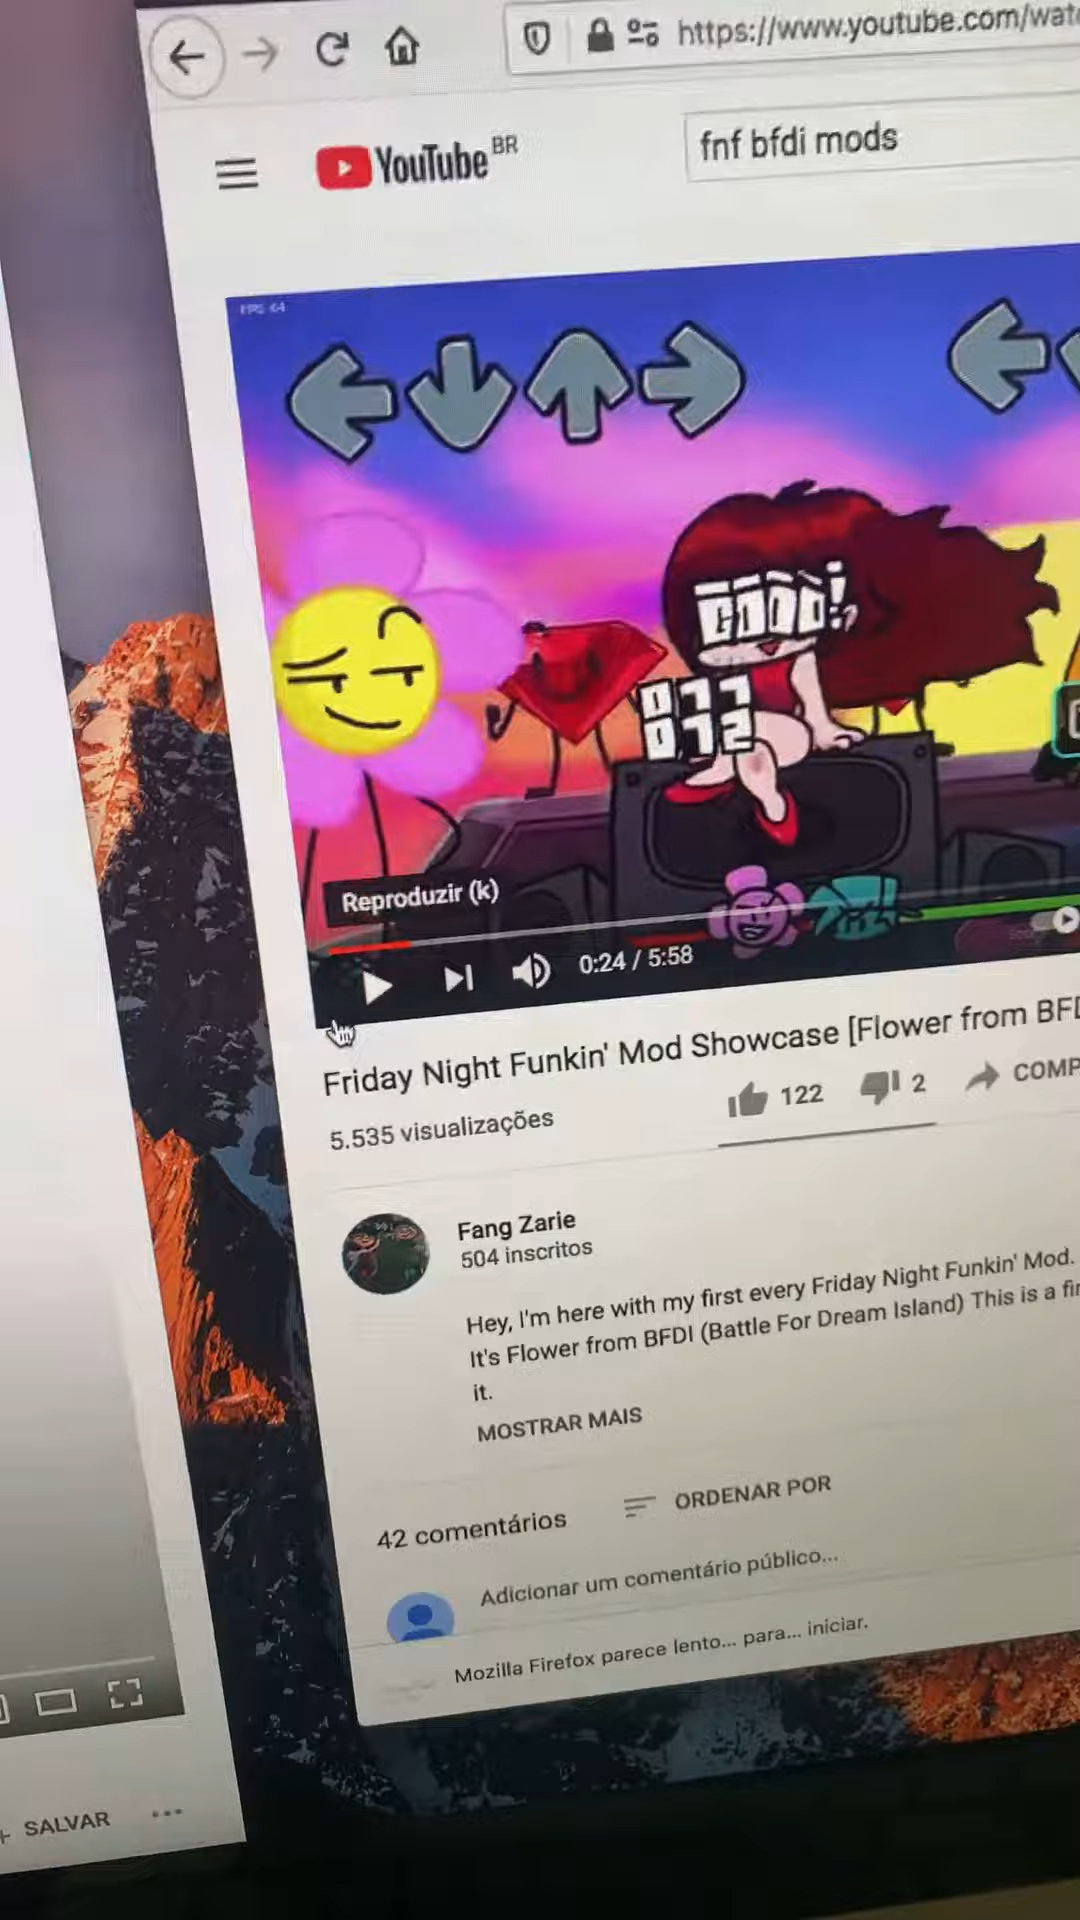 https://www.youtube.com/wat
YouTube BR
fnf bfdi mods
FPS 64
GOOD!
Reproduzir (k)
0:24 / 5:58
Friday Night Funkin' Mod Showcase [Flower from BFD
5.535 visualizações
122
2
COMP
Fang Zarie
504 inscritos
Hey, I'm here with my first every Friday Night Funkin' Mod.
It's Flower from BFDI (Battle For Dream Island) This is a fi
it.
MOSTRAR MAIS
42 comentários
ORDENAR POR
Adicionar um comentário público...
Mozilla Firefox parece lento... para... iniciar.
SALVAR